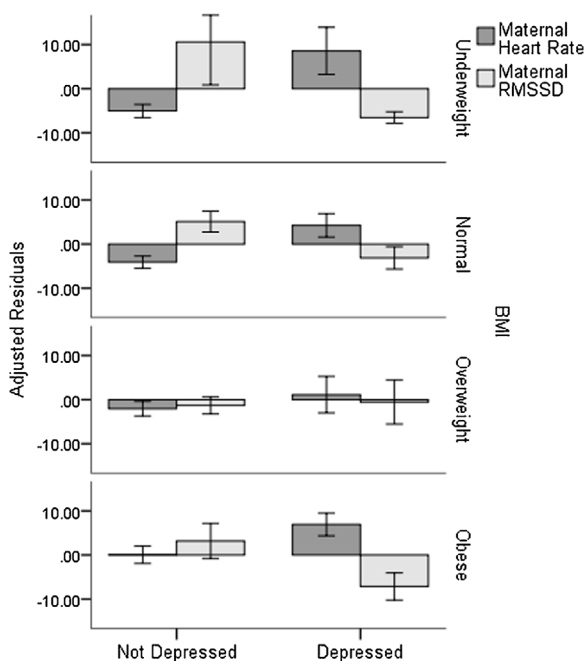 Adjusted Residuals
10.00
.00
-10.00
10.00
.00
-10.00
10.00
.00
-10.00
10.00
.00
-10.00
Not Depressed
Depressed
Underweight
Normal
Overweight
Obese
BMI
Maternal
Heart Rate
Maternal
RMSSD